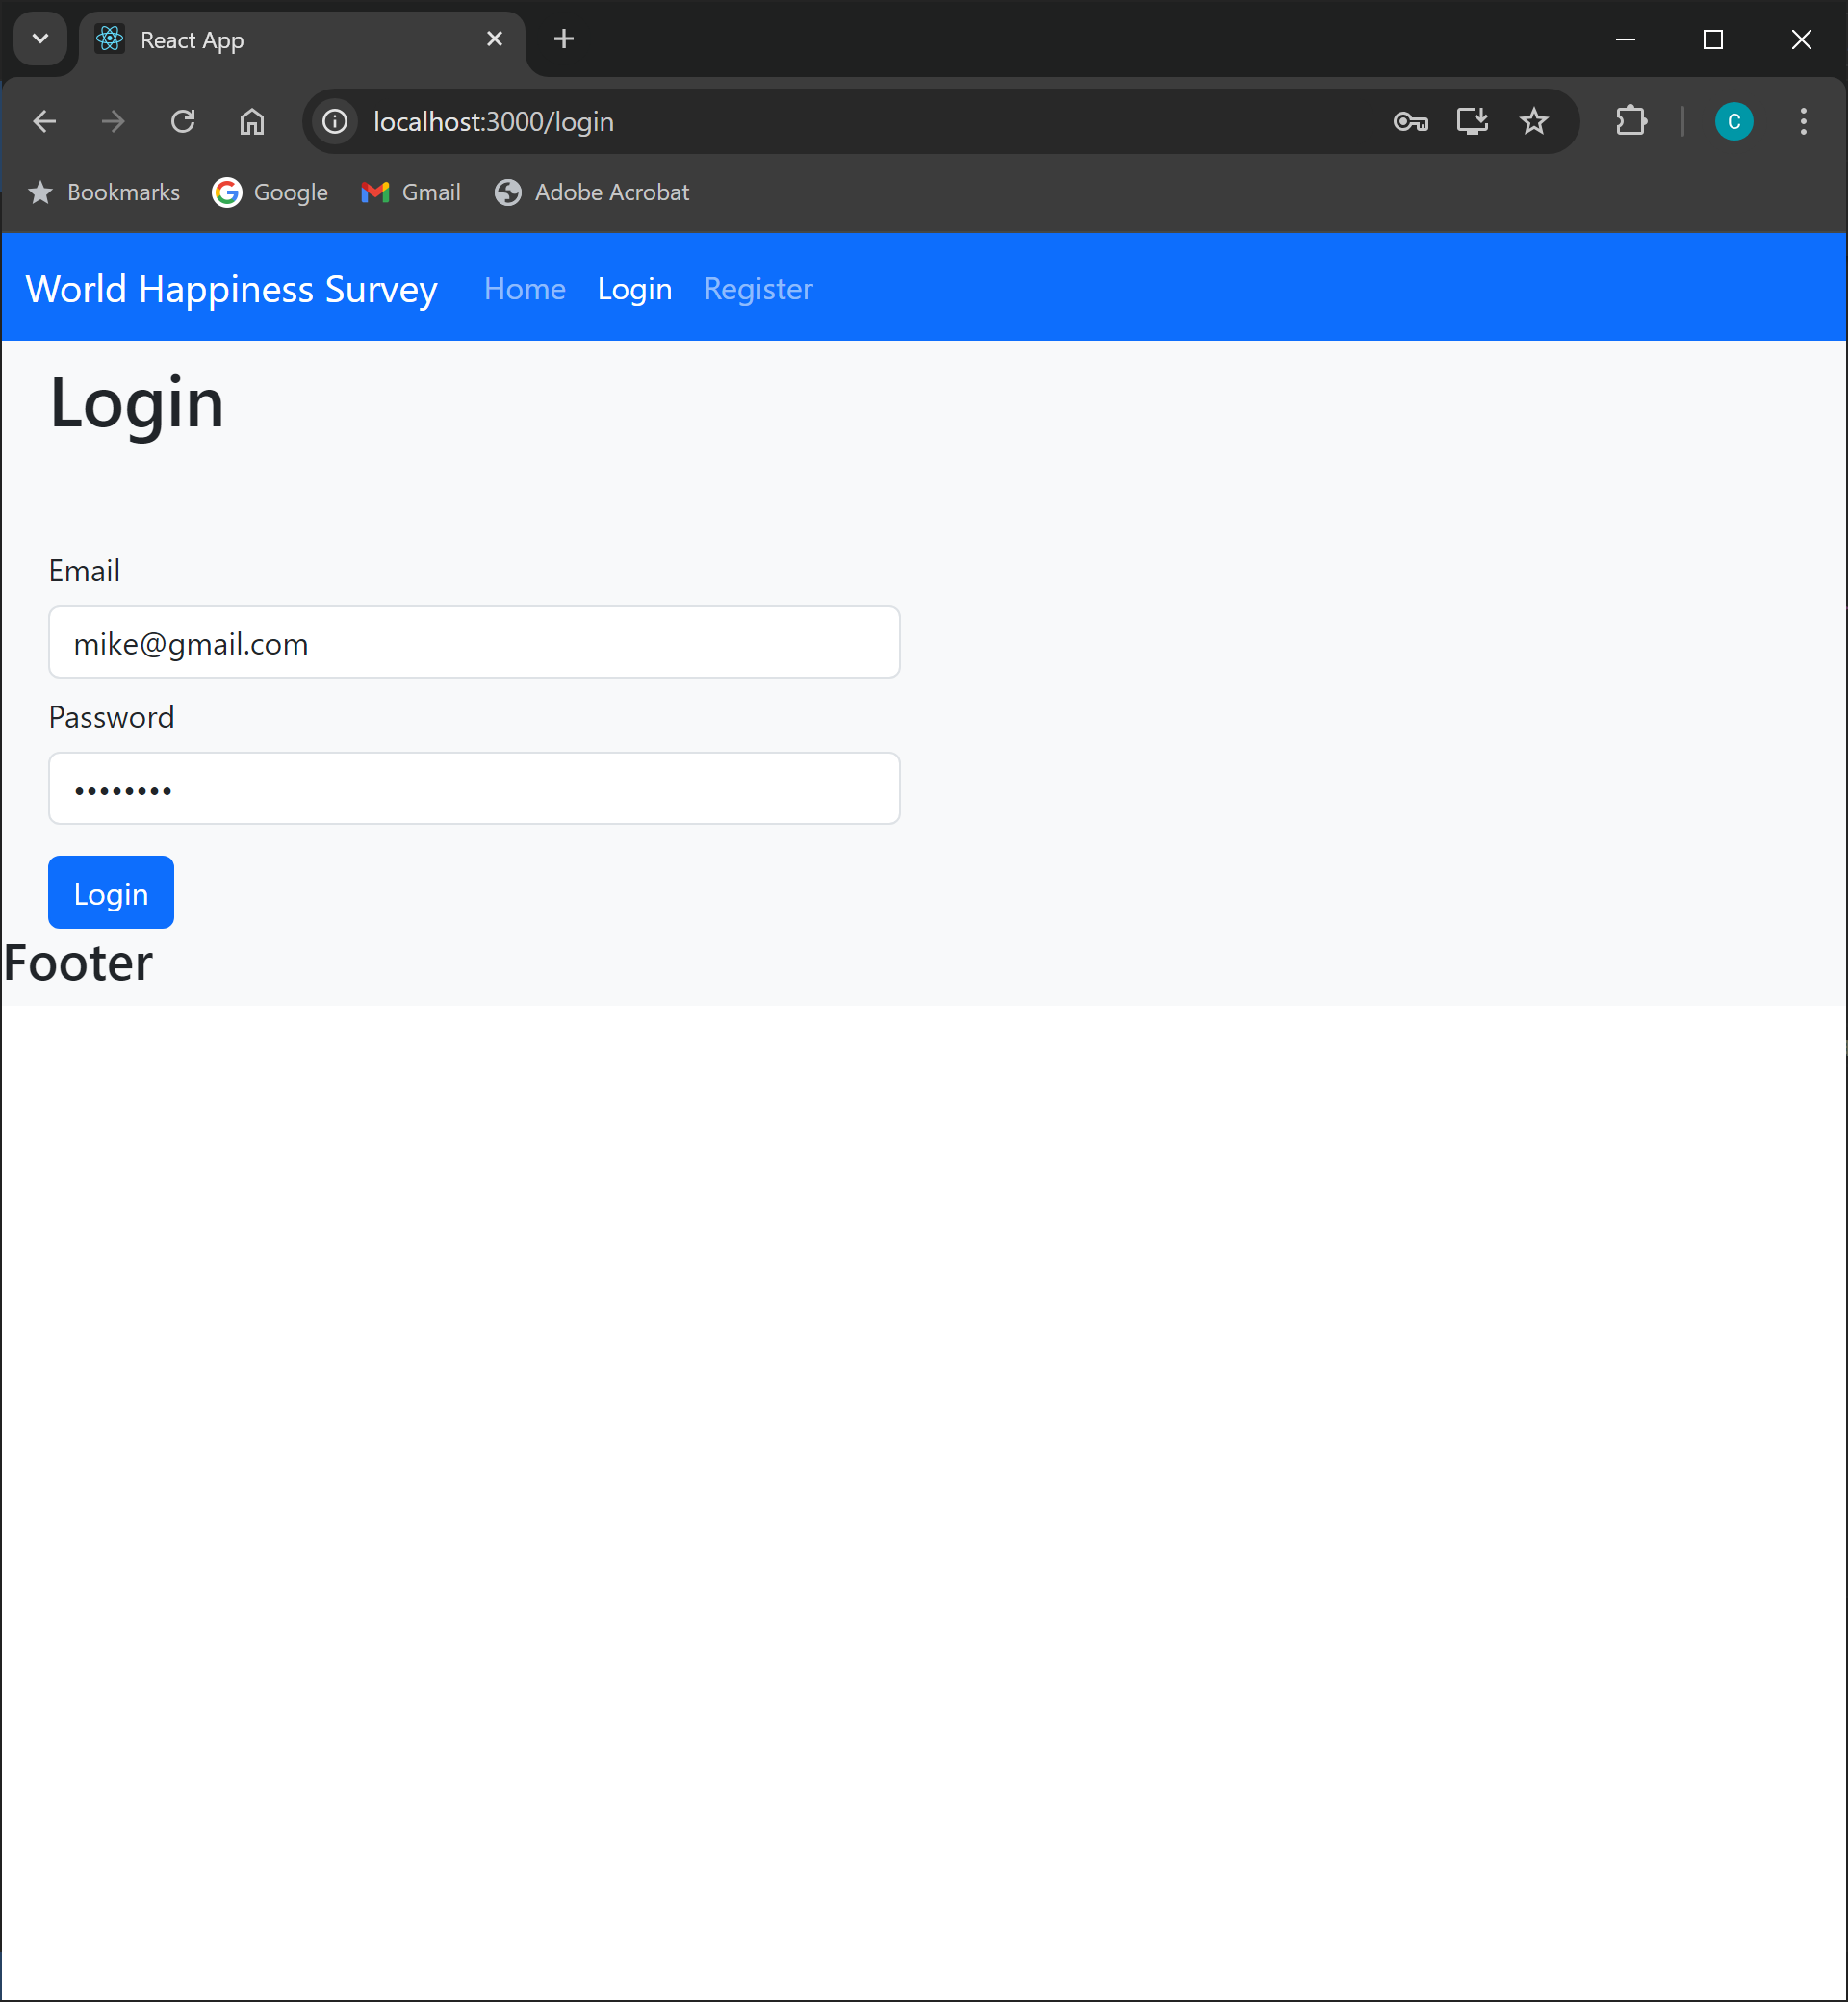 React App
localhost:3000/login
C
Bookmarks Google Gmail Adobe Acrobat
World Happiness Survey Home Login Register
Login
Email
mike@gmail.com
Password
••••••••
Login
Footer